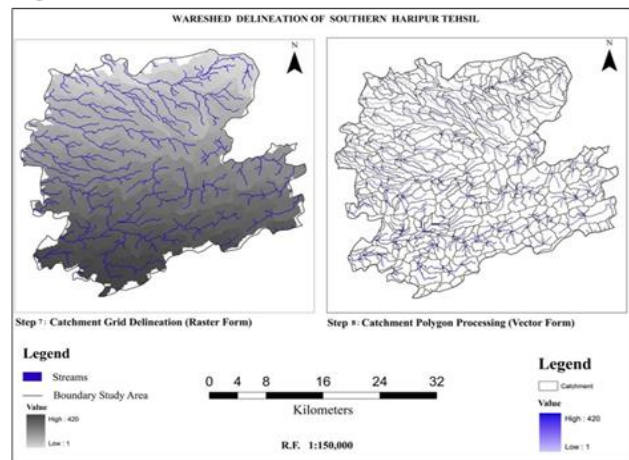 WARESHED DELINEATION OF SOUTHERN HARIPUR TEHSIL
N
N
Step 7: Catchment Grid Delineation (Raster Form)
Step 8: Catchment Polygon Processing (Vector Form)
Legend
Streams
Boundary Study Area
Value
High : 420
Low : 1
0 4 8 16 24 32
Kilometers
R.F. 1:150,000
Legend
Catchment
Value
High : 420
Low : 1